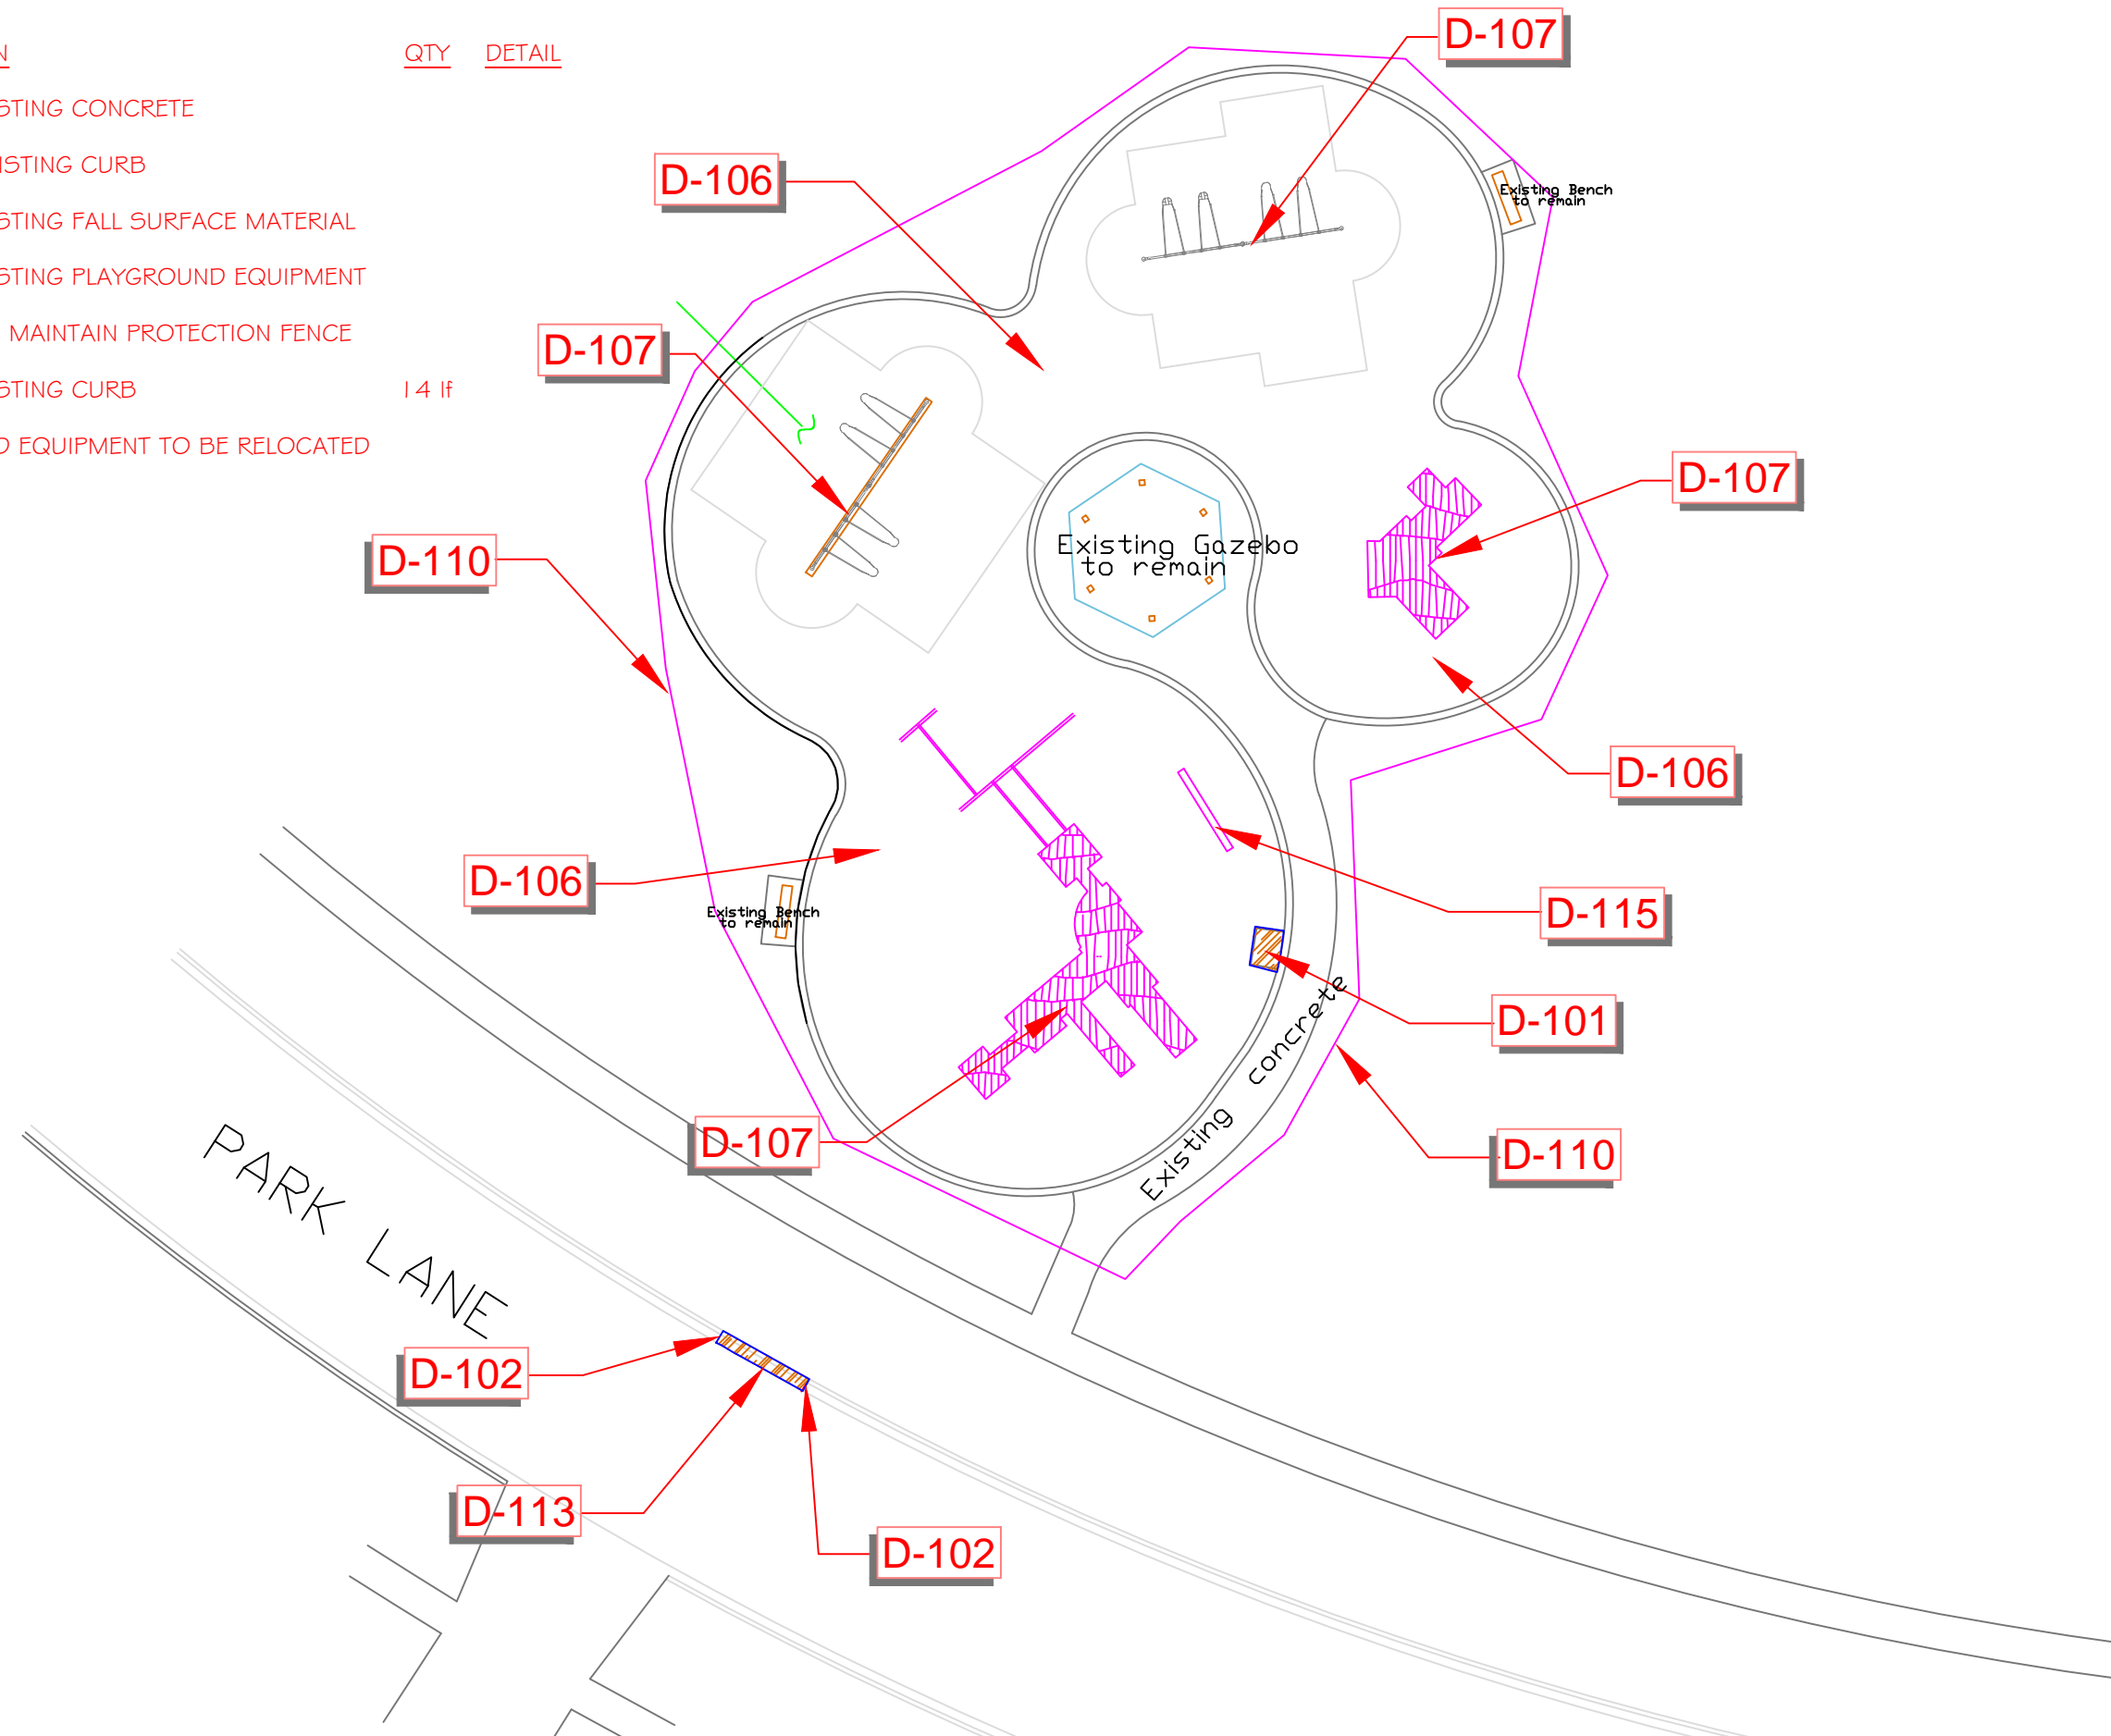 QTY DETAIL
STING CONCRETE
ISTING CURB
STING FALL SURFACE MATERIAL
STING PLAYGROUND EQUIPMENT
MAINTAIN PROTECTION FENCE
STING CURB 14 lf
D EQUIPMENT TO BE RELOCATED
D-107
D-106
Existing Bench
to remain
D-107
D-107
D-110
Existing Gazebo
to remain
D-106
D-106
Existing Bench
to remain
D-115
D-101
D-107
D-110
Existing concrete
PARK LANE
D-102
D-113
D-102